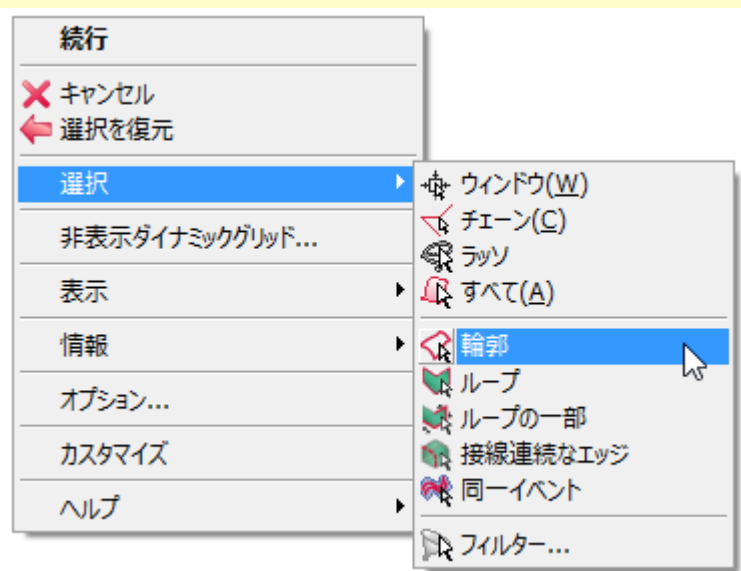 続行
キャンセル
選択を復元
選択
非表示ダイナミックグリッド...
表示
情報
オプション...
カスタマイズ
ヘルプ
ウィンドウ(W)
チェーン(C)
ラッソ
すべて(A)
輪郭
ループ
ループの一部
接線連続なエッジ
同一イベント
フィルター...